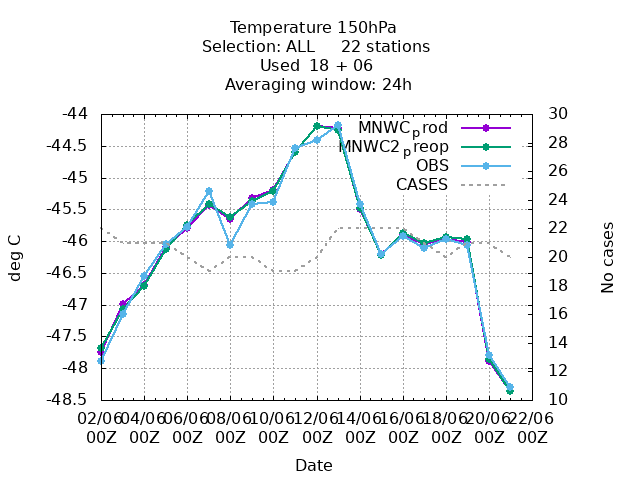 Temperature 150hPa
Selection: ALL 22 stations
Used 18 + 06
Averaging window: 24h
-44
-44.5
-45
-45.5
-46
-46.5
-47
-47.5
-48
-48.5
deg C
30
28
26
24
22
20
18
16
14
12
10
No cases
MNWCprod
MNWC2preop
OBS
CASES
02/06 04/06 06/06 08/06 10/06 12/06 14/06 16/06 18/06 20/06 22/06
00Z 00Z 00Z 00Z 00Z 00Z 00Z 00Z 00Z 00Z 00Z
Date